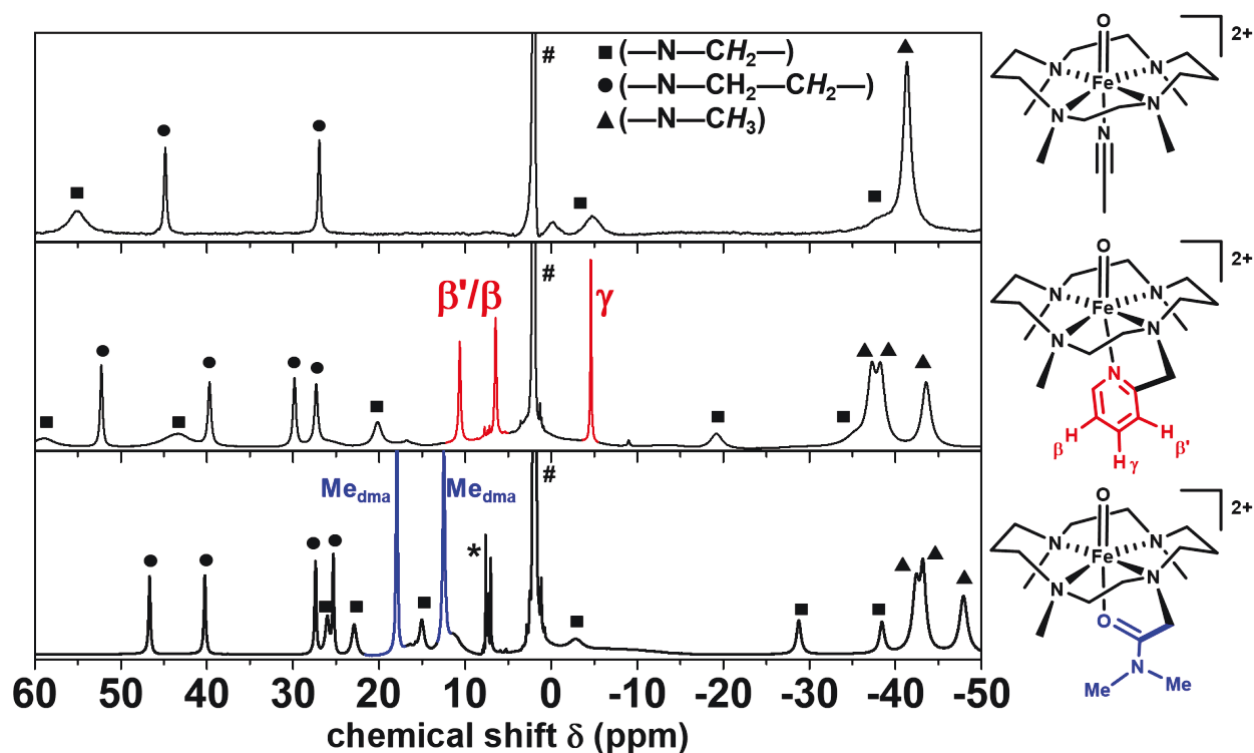 # ■ (—N—CH₂—)
● (—N—CH₂—CH₂—)
▲ (—N—CH₃)
O 2+
N N
Fe
N N
N
β'/β # γ
O 2+
N N
Fe
N N
N
H H
β H γ β'
Me_dma Me_dma * #
O 2+
N N
Fe
N N
O
N
Me Me
60 50 40 30 20 10 0 -10 -20 -30 -40 -50
chemical shift δ (ppm)